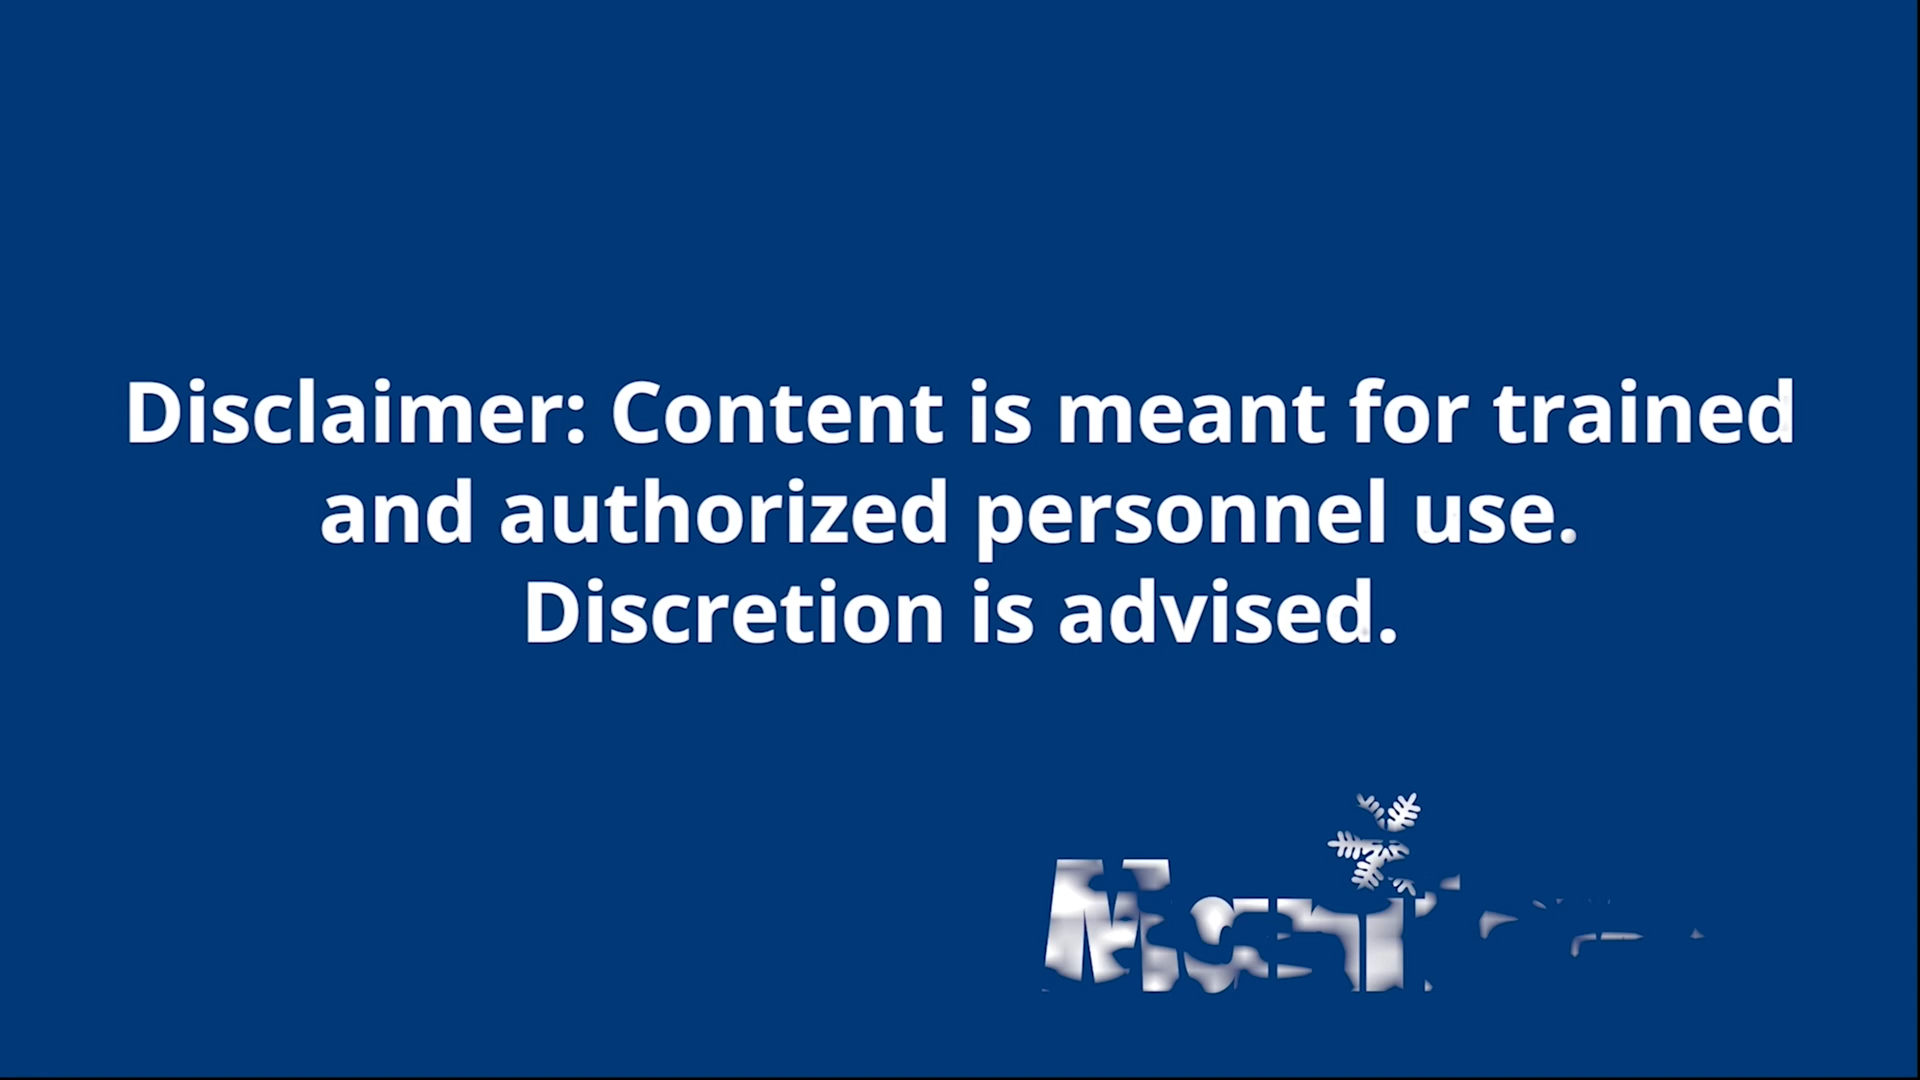 Disclaimer: Content is meant for trained
and authorized personnel use.
Discretion is advised.